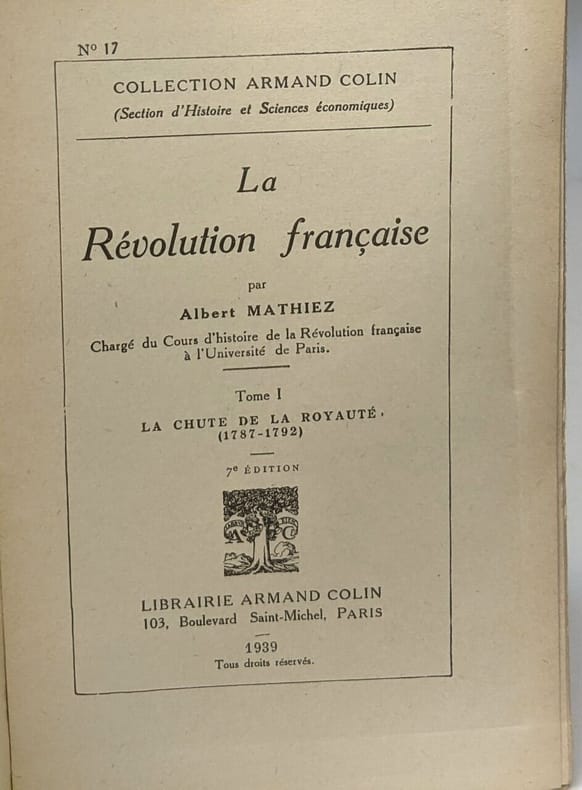 Nº 17
COLLECTION ARMAND COLIN
(Section d'Histoire et Sciences économiques)
La
Révolution française
par
Albert MATHIEZ
Chargé du Cours d'histoire de la Révolution française
à l'Université de Paris.
Tome I
LA CHUTE DE LA ROYAUTÉ
(1787-1792)
7e ÉDITION
A C
LIBRAIRIE ARMAND COLIN
103, Boulevard Saint-Michel, PARIS
1939
Tous droits réservés.